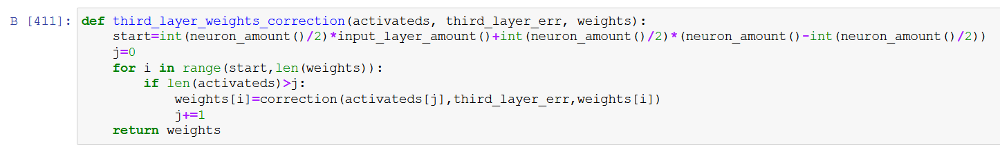 В [411]: def third_layer_weights_correction(activateds, third_layer_err, weights):
    start=int(neuron_amount()/2)*input_layer_amount()+int(neuron_amount()/2)*(neuron_amount()-int(neuron_amount()/2))
    j=0
    for i in range(start,len(weights)):
        if len(activateds)>j:
            weights[i]=correction(activateds[j],third_layer_err,weights[i])
            j+=1
    return weights